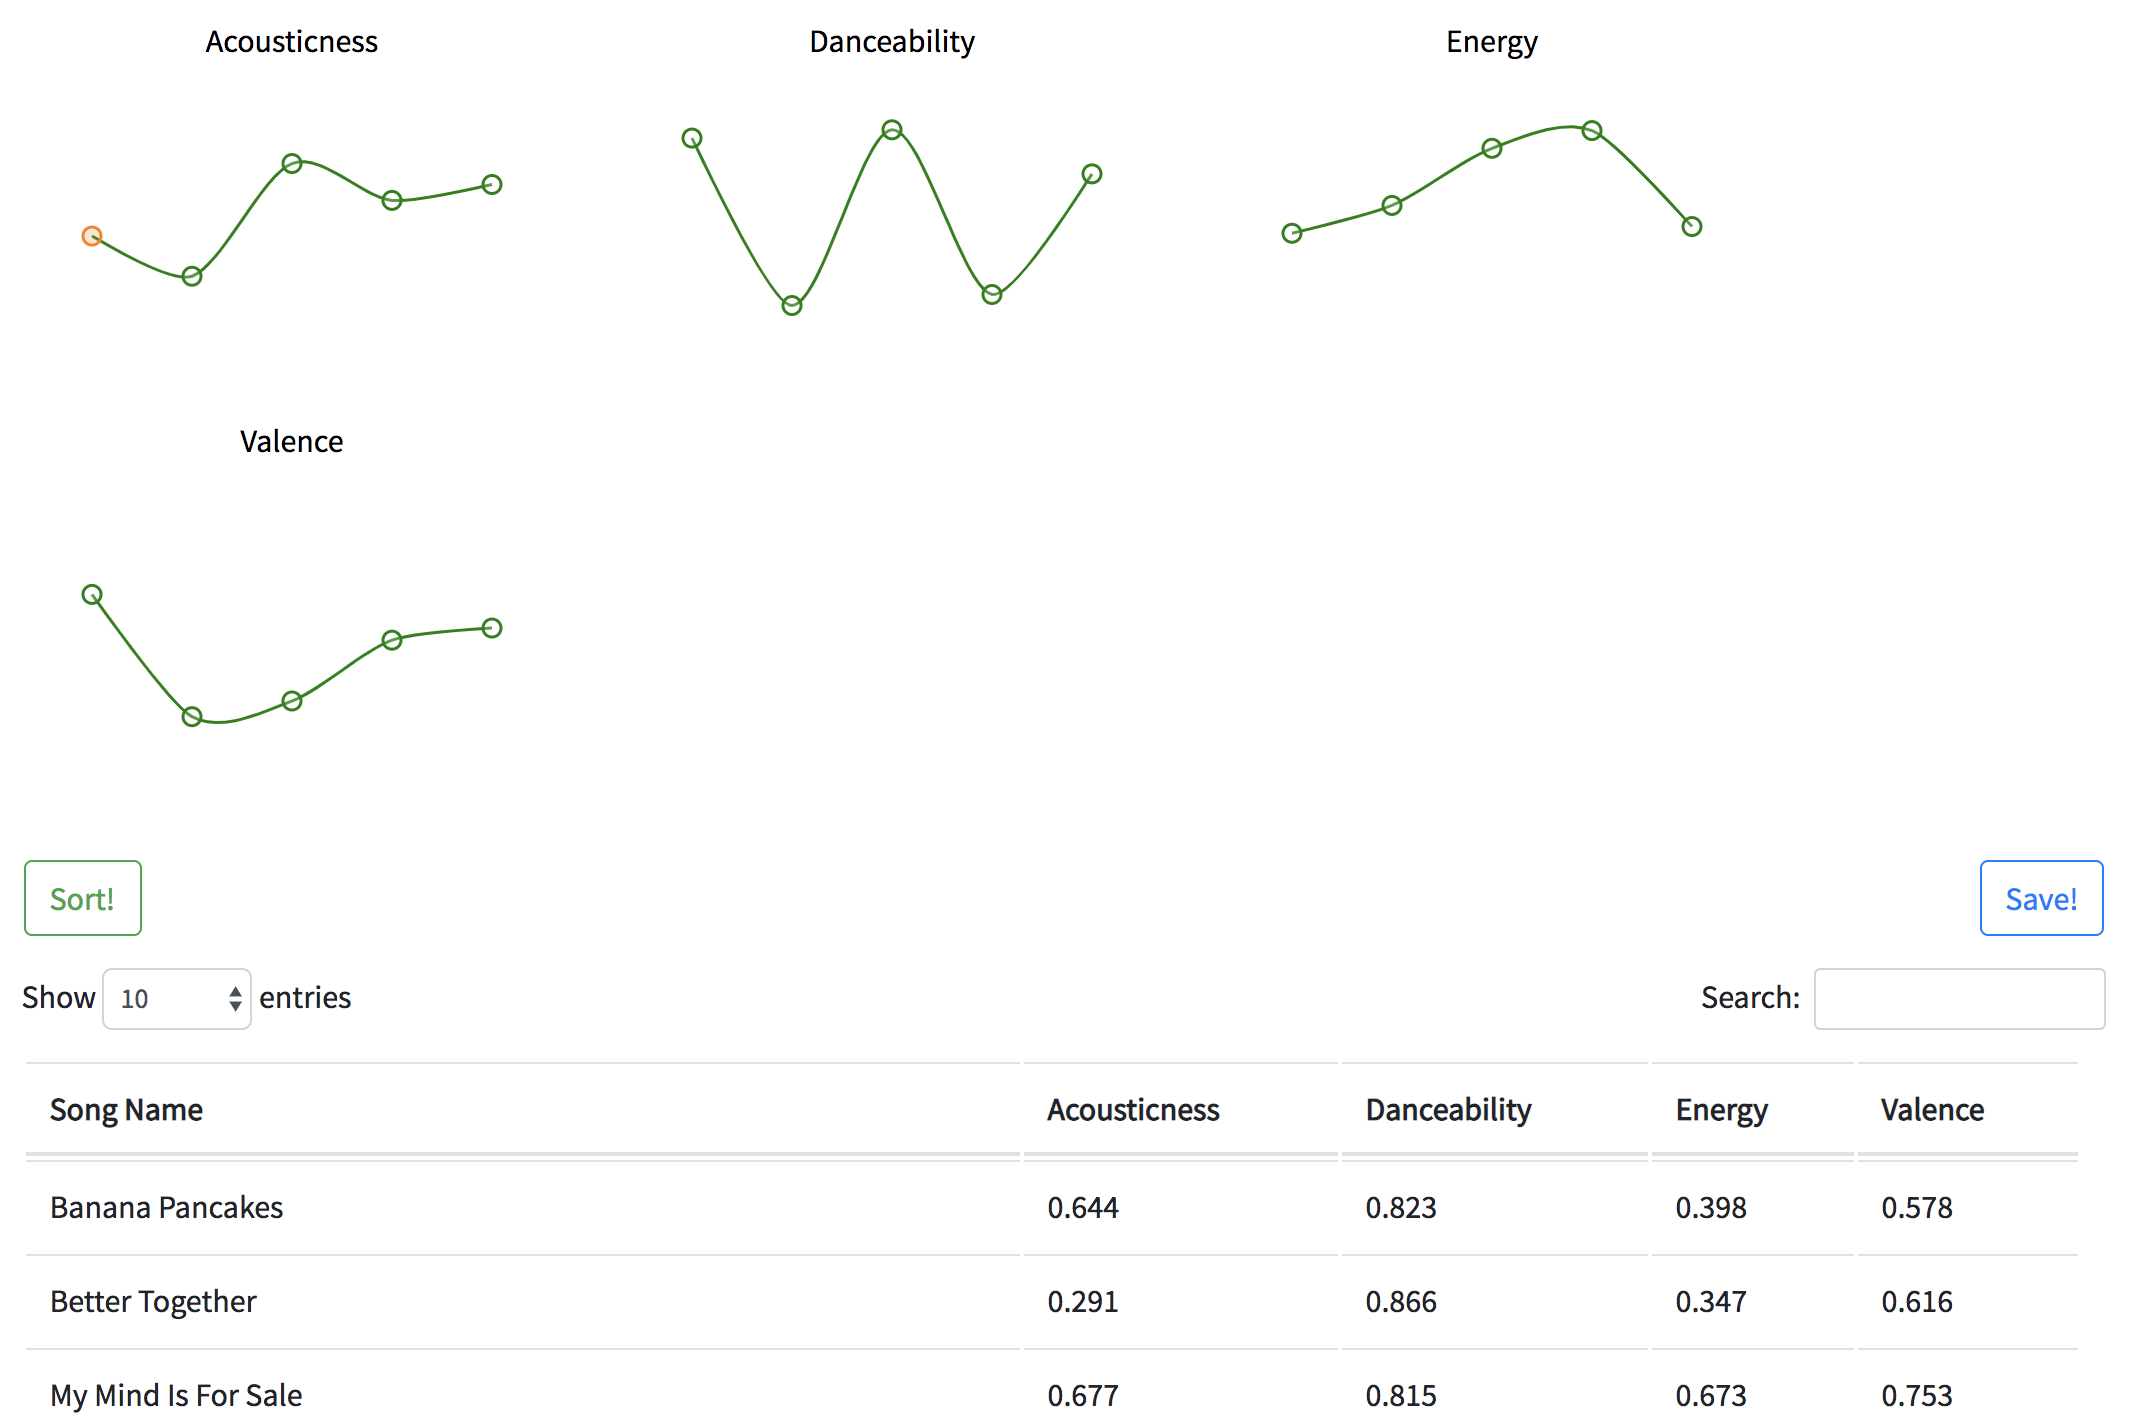 Acousticness Danceability Energy
Valence
Sort! Save!
Show 10 entries Search:
Song Name Acousticness Danceability Energy Valence
Banana Pancakes 0.644 0.823 0.398 0.578
Better Together 0.291 0.866 0.347 0.616
My Mind Is For Sale 0.677 0.815 0.673 0.753